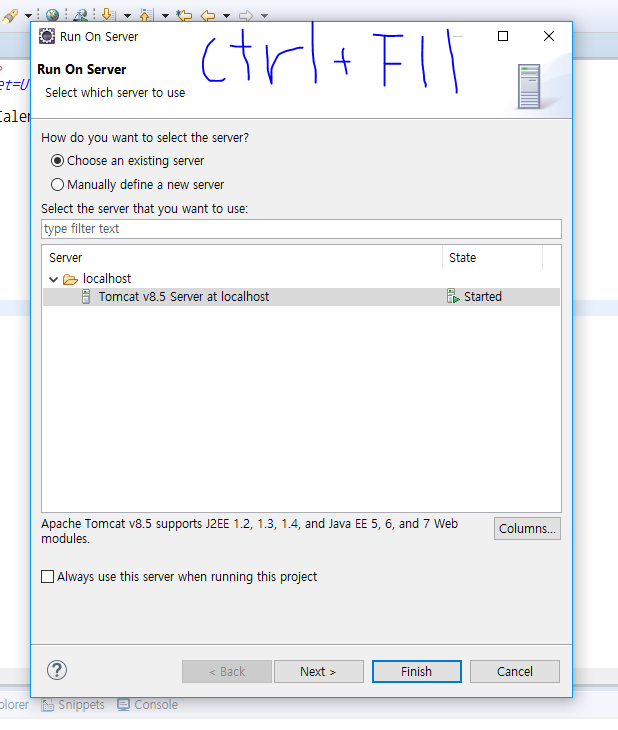 Run On Server
ctrl + F11
et=U
Run On Server
Select which server to use
How do you want to select the server?
Choose an existing server
Manually define a new server
Select the server that you want to use:
type filter text
Server State
localhost
Tomcat v8.5 Server at localhost Started
Apache Tomcat v8.5 supports J2EE 1.2, 1.3, 1.4, and Java EE 5, 6, and 7 Web
modules.
Columns...
Always use this server when running this project
< Back Next > Finish Cancel
plorer Snippets Console